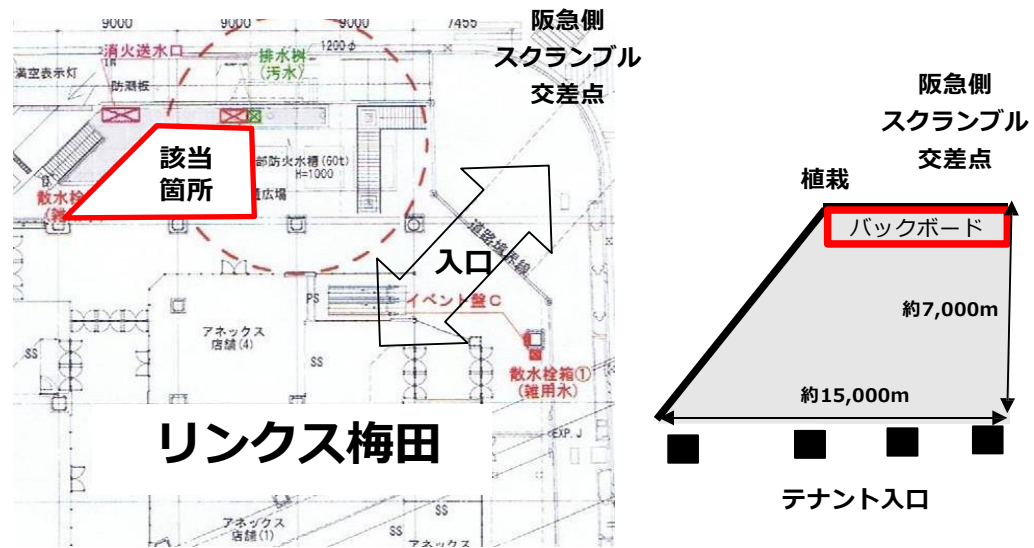 9000
9000
9000
7455
阪急側
スクランブル
交差点
消火送水口
排水桝
(汚水)
1200φ
満空表示灯
防潮板
該当
箇所
部防火水槽(60t)
H=1000
広場
散水栓
道路境界線
入口
PS
イベント盤C
アネックス
店舗(4)
SS
SS
散水栓箱①
(雑用水)
リンクス梅田
EXP.J
アネックス
店舗(1)
SS
SS
アネックス
阪急側
スクランブル
交差点
植栽
バックボード
約7,000m
約15,000m
テナント入口